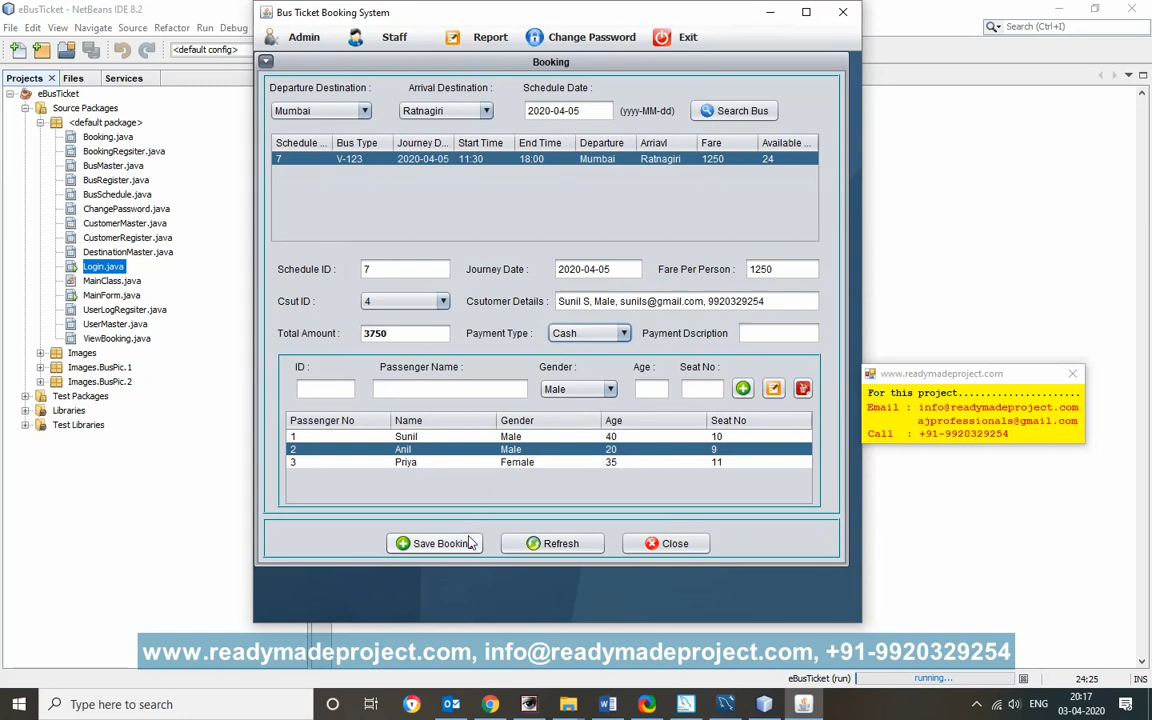 eBusTicket - NetBeans IDE 8.2
File Edit View Navigate Source Refactor Run Debug
<default config>
Search (Ctrl+I)
Projects Files Services
eBusTicket
Source Packages
<default package>
Booking.java
BookingRegsiter.java
BusMaster.java
BusRegister.java
BusSchedule.java
ChangePassword.java
CustomerMaster.java
CustomerRegister.java
DestinationMaster.java
Login.java
MainClass.java
MainForm.java
UserLogRegsiter.java
UserMaster.java
ViewBooking.java
Images
Images.BusPic.1
Images.BusPic.2
Test Packages
Libraries
Test Libraries
Bus Ticket Booking System
Admin Staff Report Change Password Exit
Booking
Departure Destination : Arrival Destination : Schedule Date :
Mumbai Ratnagiri 2020-04-05 (yyyy-MM-dd) Search Bus
Schedule ... Bus Type Journey D... Start Time End Time Departure Arriavl Fare Available ...
7 V-123 2020-04-05 11:30 18:00 Mumbai Ratnagiri 1250 24
Schedule ID : 7 Journey Date : 2020-04-05 Fare Per Person : 1250
Csut ID : 4 Csutomer Details : Sunil S, Male, sunils@gmail.com, 9920329254
Total Amount : 3750 Payment Type : Cash Payment Dscription
ID : Passenger Name : Gender : Age : Seat No :
Male
Passenger No Name Gender Age Seat No
1 Sunil Male 40 10
2 Anil Male 20 9
3 Priya Female 35 11
Save Booking Refresh Close
www.readymadeproject.com
For this project......................
Email : info@readymadeproject.com
ajprofessionals@gmail.com
Call : +91-9920329254
www.readymadeproject.com, info@readymadeproject.com, +91-9920329254
eBusTicket (run) running... 24:25 INS
Type here to search
ENG
20:17
03-04-2020